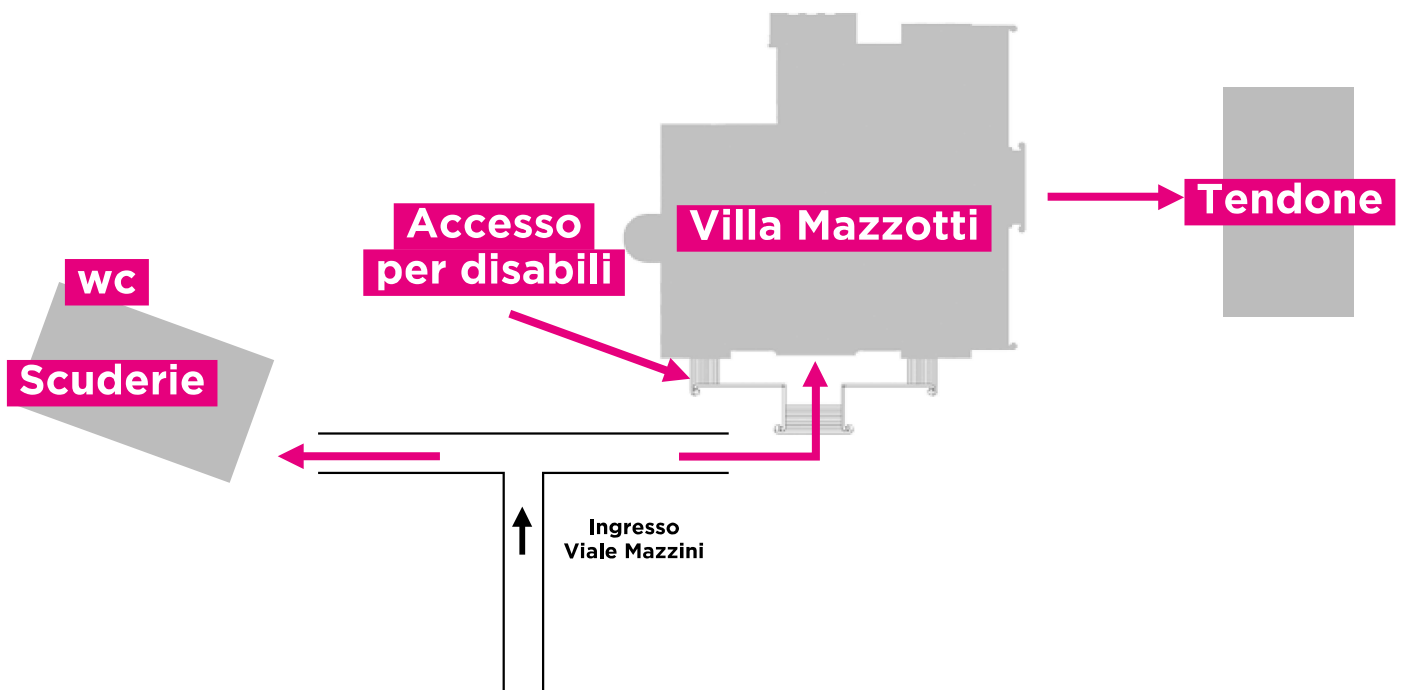 Tendone
Accesso
per disabili
Villa Mazzotti
wc
Scuderie
Ingresso
Viale Mazzini